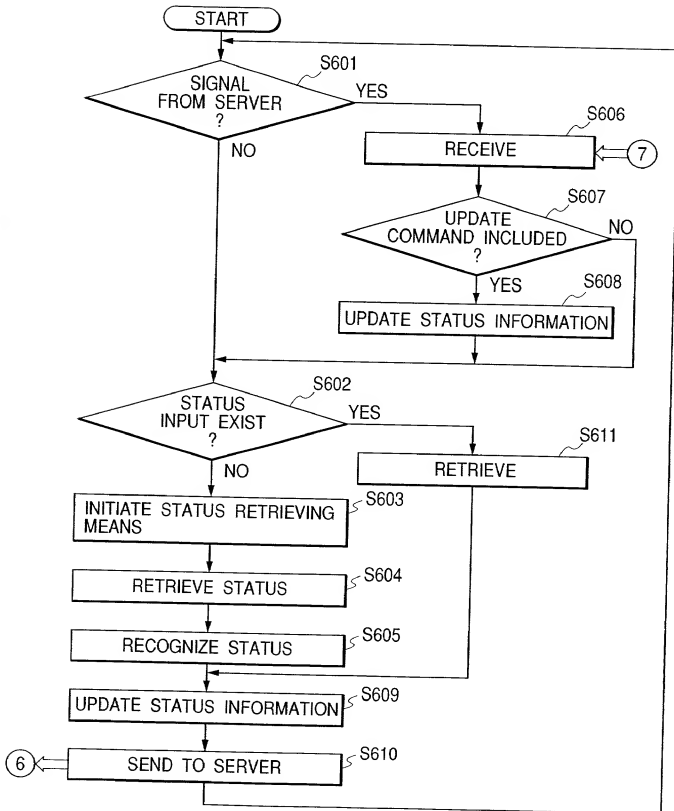 START
S601
SIGNAL
FROM SERVER
?
YES
NO
S606
RECEIVE
7
S607
UPDATE
COMMAND INCLUDED
?
NO
YES
S608
UPDATE STATUS INFORMATION
S602
STATUS
INPUT EXIST
?
YES
NO
S611
RETRIEVE
S603
INITIATE STATUS RETRIEVING
MEANS
S604
RETRIEVE STATUS
S605
RECOGNIZE STATUS
S609
UPDATE STATUS INFORMATION
S610
SEND TO SERVER
6